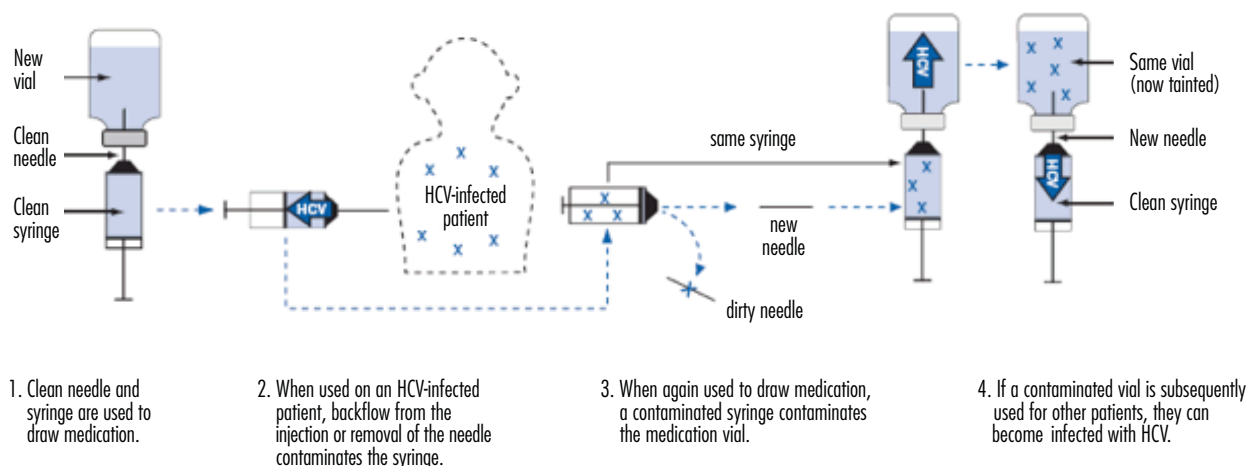 New
vial
Clean
needle
Clean
syringe
HCV
HCV-infected
patient
same syringe
new
needle
dirty needle
HCV
HCV
Same vial
(now tainted)
New needle
Clean syringe
x x x x x x
x x x
x x x
x x x x x
1. Clean needle and
syringe are used to
draw medication.
2. When used on an HCV-infected
patient, backflow from the
injection or removal of the needle
contaminates the syringe.
3. When again used to draw medication,
a contaminated syringe contaminates
the medication vial.
4. If a contaminated vial is subsequently
used for other patients, they can
become infected with HCV.